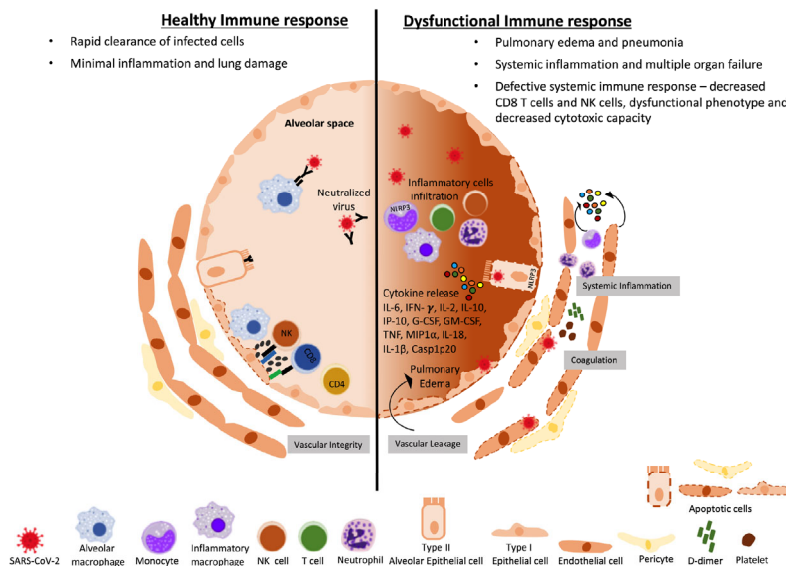 Healthy Immune response
• Rapid clearance of infected cells
• Minimal inflammation and lung damage
Dysfunctional Immune response
• Pulmonary edema and pneumonia
• Systemic inflammation and multiple organ failure
• Defective systemic immune response – decreased
CD8 T cells and NK cells, dysfunctional phenotype and
decreased cytotoxic capacity
Alveolar space
Neutralized
virus
NK
CD8
CD4
Vascular Integrity
Inflammatory cells
infiltration
NLRP3
NLRP3
Cytokine release
IL-6, IFN- γ, IL-2, IL-10,
IP-10, G-CSF, GM-CSF,
TNF, MIP1α, IL-18,
IL-1β, Casp1p20
Pulmonary
Edema
Vascular Leakage
Systemic Inflammation
Coagulation
Apoptotic cells
SARS-CoV-2
Alveolar
macrophage
Monocyte
Inflammatory
macrophage
NK cell
T cell
Neutrophil
Type II
Alveolar Epithelial cell
Type I
Epithelial cell
Endothelial cell
Pericyte
D-dimer
Platelet